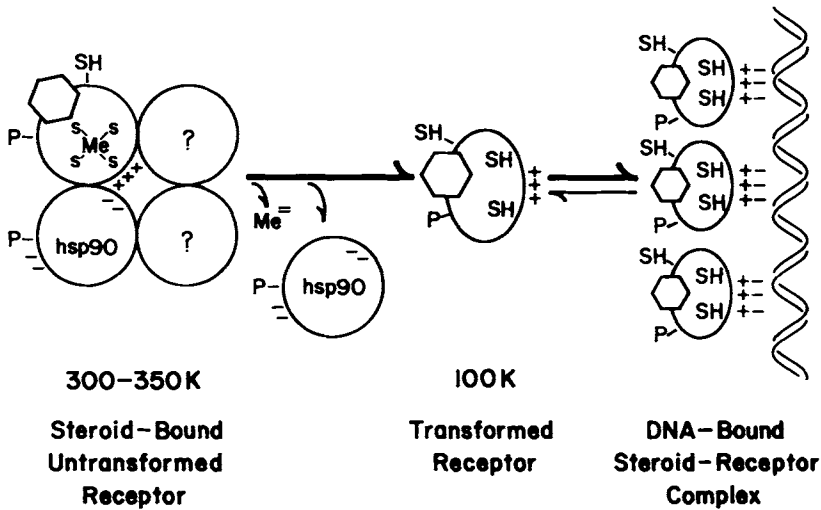 SH
P-
S S
Me
S S
+++
--
?
P-
--
hsp90
?
Me=
--
P- hsp90
--
SH
SH
P-
SH
+
+
+
SH
SH
SH
P-
+-
+-
+-
SH
SH
SH
P-
+-
+-
+-
SH
SH
SH
P-
+-
+-
+-
300-350K
Steroid-Bound
Untransformed
Receptor
100K
Transformed
Receptor
DNA-Bound
Steroid-Receptor
Complex